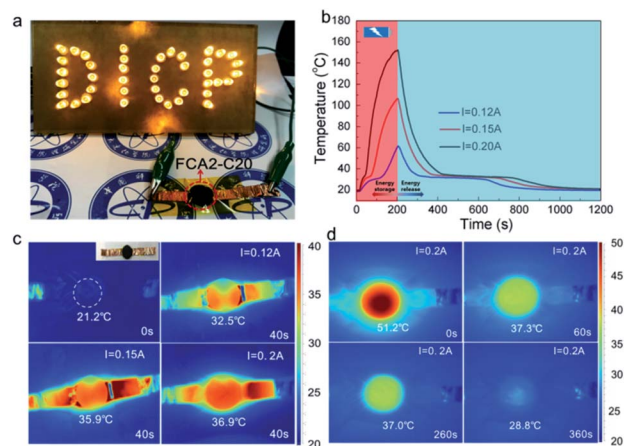 a
DICP
FCA2-C20
b
180
160
140
120
100
80
60
40
20
Temperature (°C)
I=0.12A
I=0.15A
I=0.20A
Energy storage
Energy release
0 200 400 600 800 1000 1200
Time (s)
c
21.2℃
0s
I=0.12A
32.5℃
40s
I=0.15A
35.9℃
40s
I=0.2A
36.9℃
40s
40
35
30
25
20
d
I=0.2A
51.2℃
0s
I=0.2A
37.3℃
60s
I=0.2A
37.0℃
260s
I=0.2A
28.8℃
360s
50
45
40
35
30
25
20